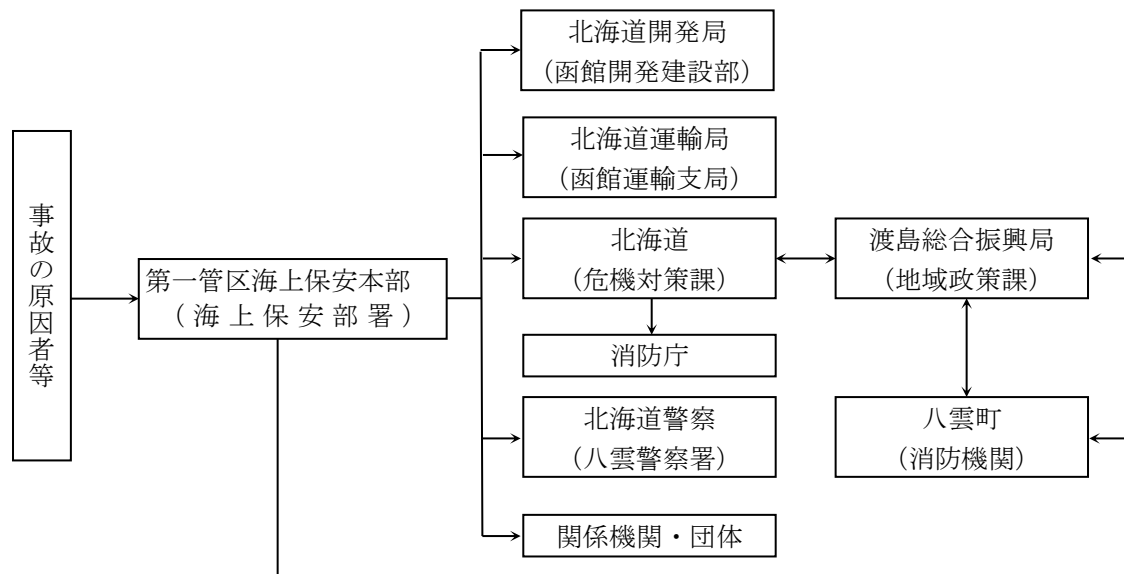 北海道開発局
（函館開発建設部）
北海道運輸局
（函館運輸支局）
事故の原因者等
第一管区海上保安本部
（海上保安部署）
北海道
（危機対策課）
渡島総合振興局
（地域政策課）
消防庁
北海道警察
（八雲警察署）
八雲町
（消防機関）
関係機関・団体